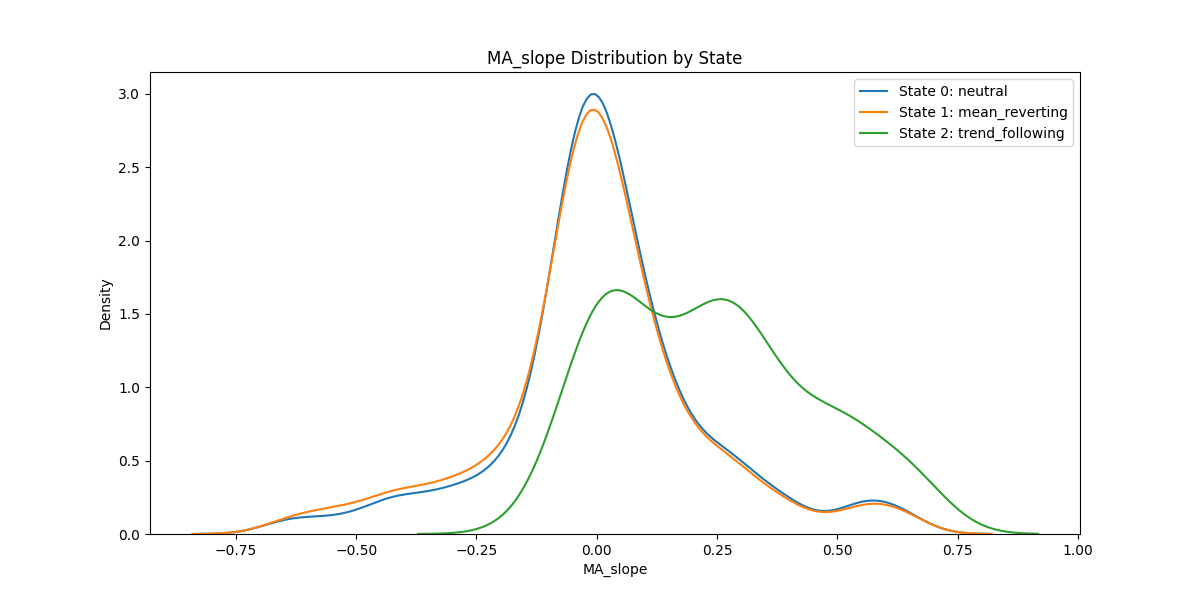 MA_slope Distribution by State
State 0: neutral
State 1: mean_reverting
State 2: trend_following
Density
3.0
2.5
2.0
1.5
1.0
0.5
0.0
−0.75 −0.50 −0.25 0.00 0.25 0.50 0.75 1.00
MA_slope